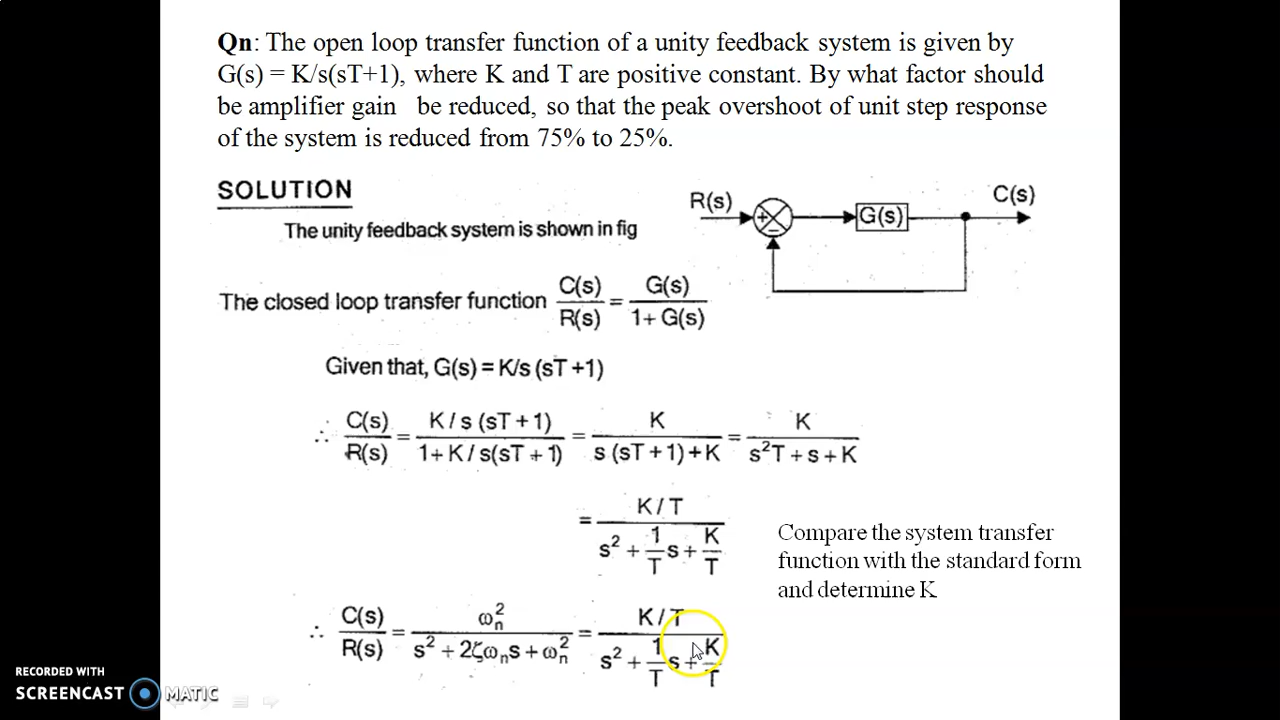 Qn: The open loop transfer function of a unity feedback system is given by
G(s) = K/s(sT+1), where K and T are positive constant. By what factor should
be amplifier gain be reduced, so that the peak overshoot of unit step response
of the system is reduced from 75% to 25%.
SOLUTION
R(s) + − G(s) C(s)
The unity feedback system is shown in fig
The closed loop transfer function C(s)/R(s) = G(s)/1+ G(s)
Given that, G(s) = K/s (sT +1)
∴ C(s)/R(s) = K / s (sT + 1)/1+ K / s(sT + 1) = K/s (sT + 1) + K = K/s²T + s + K
= K / T/s² + 1/T s + K/T
Compare the system transfer
function with the standard form
and determine K
∴ C(s)/R(s) = ωn²/s² + 2ζωns + ωn² = K / T/s² + 1/T s + K/T
RECORDED WITH
SCREENCAST MATIC